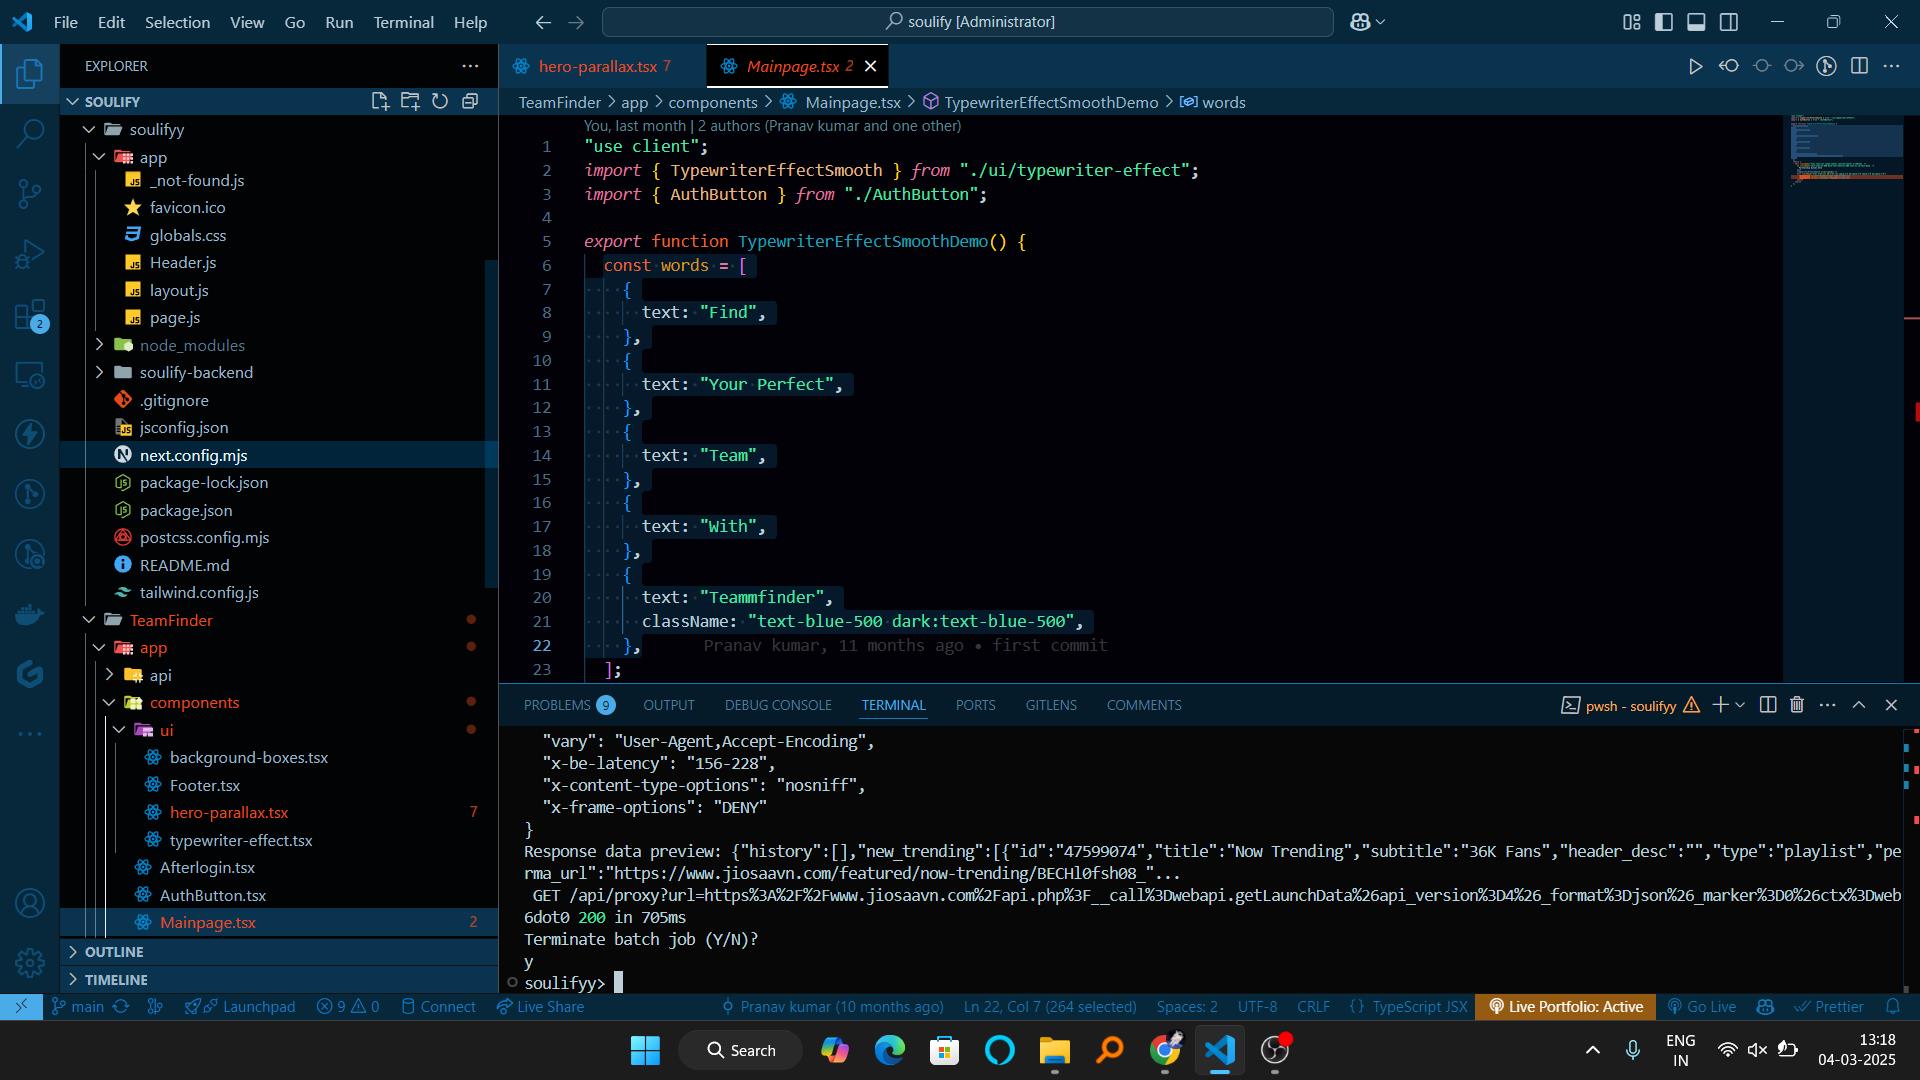 File Edit Selection View Go Run Terminal Help
soulify [Administrator]
EXPLORER
SOULIFY
soulifyy
app
_not-found.js
favicon.ico
globals.css
Header.js
layout.js
page.js
node_modules
soulify-backend
.gitignore
jsconfig.json
next.config.mjs
package-lock.json
package.json
postcss.config.mjs
README.md
tailwind.config.js
TeamFinder
app
api
components
ui
background-boxes.tsx
Footer.tsx
hero-parallax.tsx 7
typewriter-effect.tsx
Afterlogin.tsx
AuthButton.tsx
Mainpage.tsx 2
OUTLINE
TIMELINE
2
hero-parallax.tsx 7
Mainpage.tsx 2
TeamFinder > app > components > Mainpage.tsx > TypewriterEffectSmoothDemo > words
You, last month | 2 authors (Pranav kumar and one other)
1 "use client";
2 import { TypewriterEffectSmooth } from "./ui/typewriter-effect";
3 import { AuthButton } from "./AuthButton";
4
5 export function TypewriterEffectSmoothDemo() {
6 const words = [
7 {
8 text: "Find",
9 },
10 {
11 text: "Your Perfect",
12 },
13 {
14 text: "Team",
15 },
16 {
17 text: "With",
18 },
19 {
20 text: "Teammfinder",
21 className: "text-blue-500 dark:text-blue-500",
22 }, Pranav kumar, 11 months ago • first commit
23 ];
PROBLEMS 9 OUTPUT DEBUG CONSOLE TERMINAL PORTS GITLENS COMMENTS
pwsh - soulifyy
"vary": "User-Agent,Accept-Encoding",
"x-be-latency": "156-228",
"x-content-type-options": "nosniff",
"x-frame-options": "DENY"
}
Response data preview: {"history":[],"new_trending":[{"id":"47599074","title":"Now Trending","subtitle":"36K Fans","header_desc":"","type":"playlist","pe
rma_url":"https://www.jiosaavn.com/featured/now-trending/BECHl0fsh08_"...
GET /api/proxy?url=https%3A%2F%2Fwww.jiosaavn.com%2Fapi.php%3F__call%3Dwebapi.getLaunchData%26api_version%3D4%26_format%3Djson%26_marker%3D0%26ctx%3Dweb
6dot0 200 in 705ms
Terminate batch job (Y/N)?
y
soulifyy>
main Launchpad 9 0 Connect Live Share Pranav kumar (10 months ago) Ln 22, Col 7 (264 selected) Spaces: 2 UTF-8 CRLF {} TypeScript JSX Live Portfolio: Active Go Live Prettier
Search
ENG
IN
13:18
04-03-2025